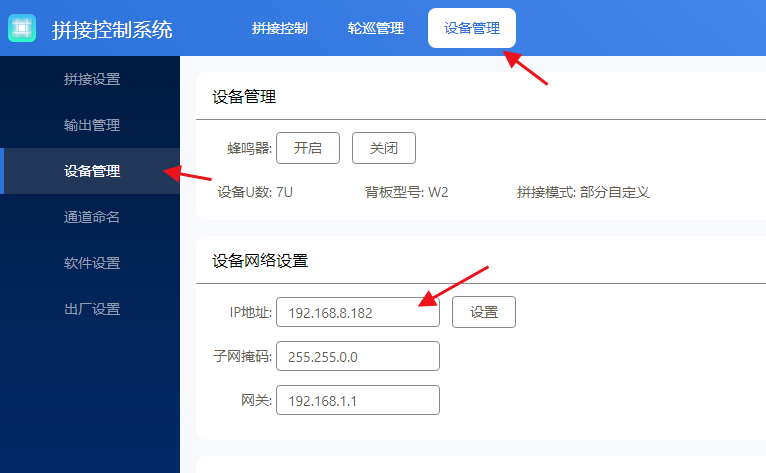 拼接控制系统 拼接控制 轮巡管理 设备管理
拼接设置
输出管理
设备管理
通道命名
软件设置
出厂设置
设备管理
蜂鸣器: 开启 关闭
设备U数: 7U 背板型号: W2 拼接模式: 部分自定义
设备网络设置
IP地址: 192.168.8.182 设置
子网掩码: 255.255.0.0
网关: 192.168.1.1